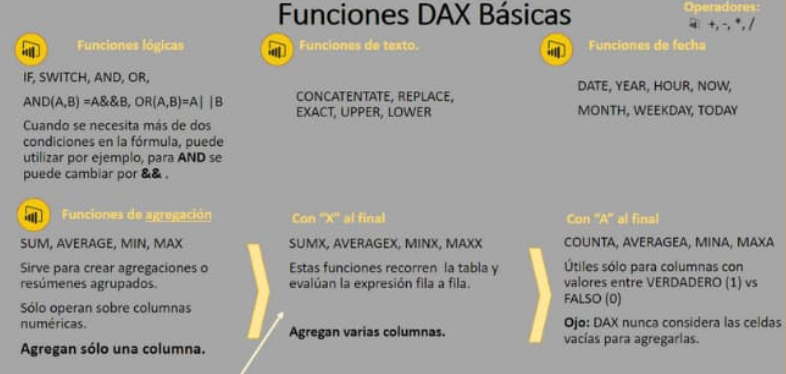 Funciones DAX Básicas
Operadores:
+, -, *, /
Funciones lógicas
IF, SWITCH, AND, OR,
AND(A,B) =A&&B, OR(A,B)=A| |B
Cuando se necesita más de dos
condiciones en la fórmula, puede
utilizar por ejemplo, para AND se
puede cambiar por && .
Funciones de texto.
CONCATENTATE, REPLACE,
EXACT, UPPER, LOWER
Funciones de fecha
DATE, YEAR, HOUR, NOW,
MONTH, WEEKDAY, TODAY
Funciones de agregación
SUM, AVERAGE, MIN, MAX
Sirve para crear agregaciones o
resúmenes agrupados.
Sólo operan sobre columnas
numéricas.
Agregan sólo una columna.
Con "X" al final
SUMX, AVERAGEX, MINX, MAXX
Estas funciones recorren la tabla y
evalúan la expresión fila a fila.
Agregan varias columnas.
Con "A" al final
COUNTA, AVERAGEA, MINA, MAXA
Útiles sólo para columnas con
valores entre VERDADERO (1) vs
FALSO (0)
Ojo: DAX nunca considera las celdas
vacías para agregarlas.